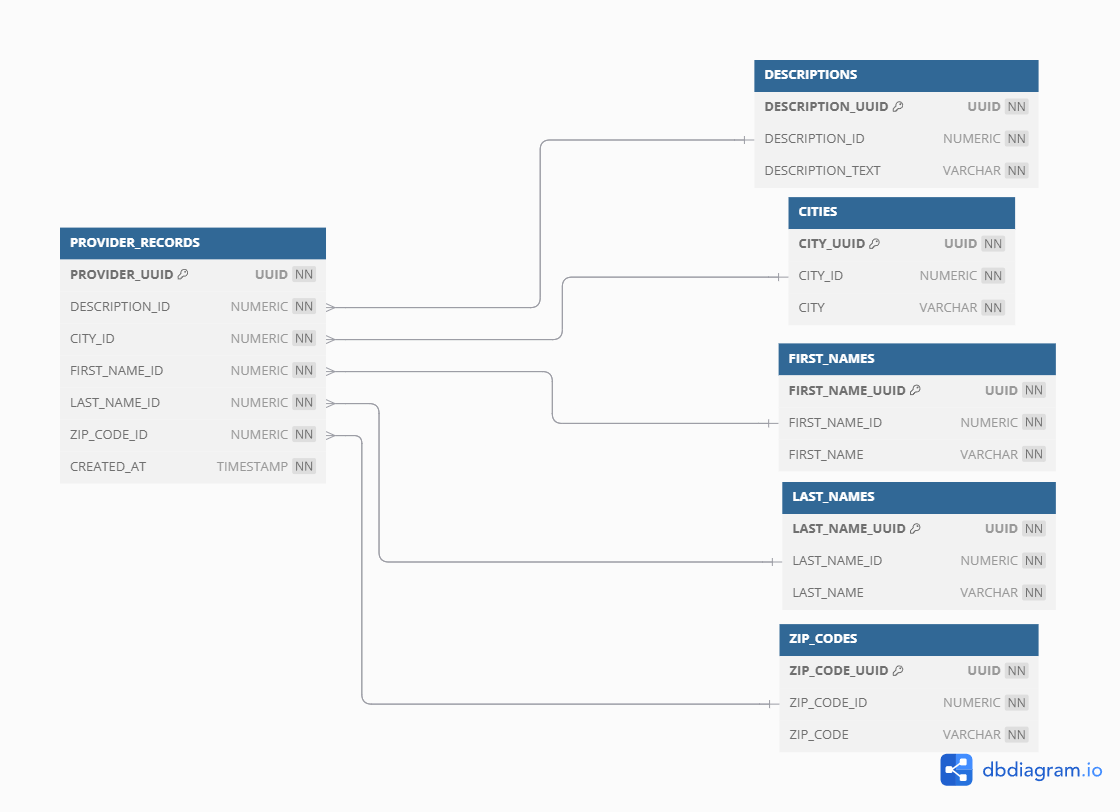 DESCRIPTIONS
DESCRIPTION_UUID UUID NN
DESCRIPTION_ID NUMERIC NN
DESCRIPTION_TEXT VARCHAR NN
CITIES
CITY_UUID UUID NN
CITY_ID NUMERIC NN
CITY VARCHAR NN
PROVIDER_RECORDS
PROVIDER_UUID UUID NN
DESCRIPTION_ID NUMERIC NN
CITY_ID NUMERIC NN
FIRST_NAME_ID NUMERIC NN
LAST_NAME_ID NUMERIC NN
ZIP_CODE_ID NUMERIC NN
CREATED_AT TIMESTAMP NN
FIRST_NAMES
FIRST_NAME_UUID UUID NN
FIRST_NAME_ID NUMERIC NN
FIRST_NAME VARCHAR NN
LAST_NAMES
LAST_NAME_UUID UUID NN
LAST_NAME_ID NUMERIC NN
LAST_NAME VARCHAR NN
ZIP_CODES
ZIP_CODE_UUID UUID NN
ZIP_CODE_ID NUMERIC NN
ZIP_CODE VARCHAR NN
dbdiagram.io